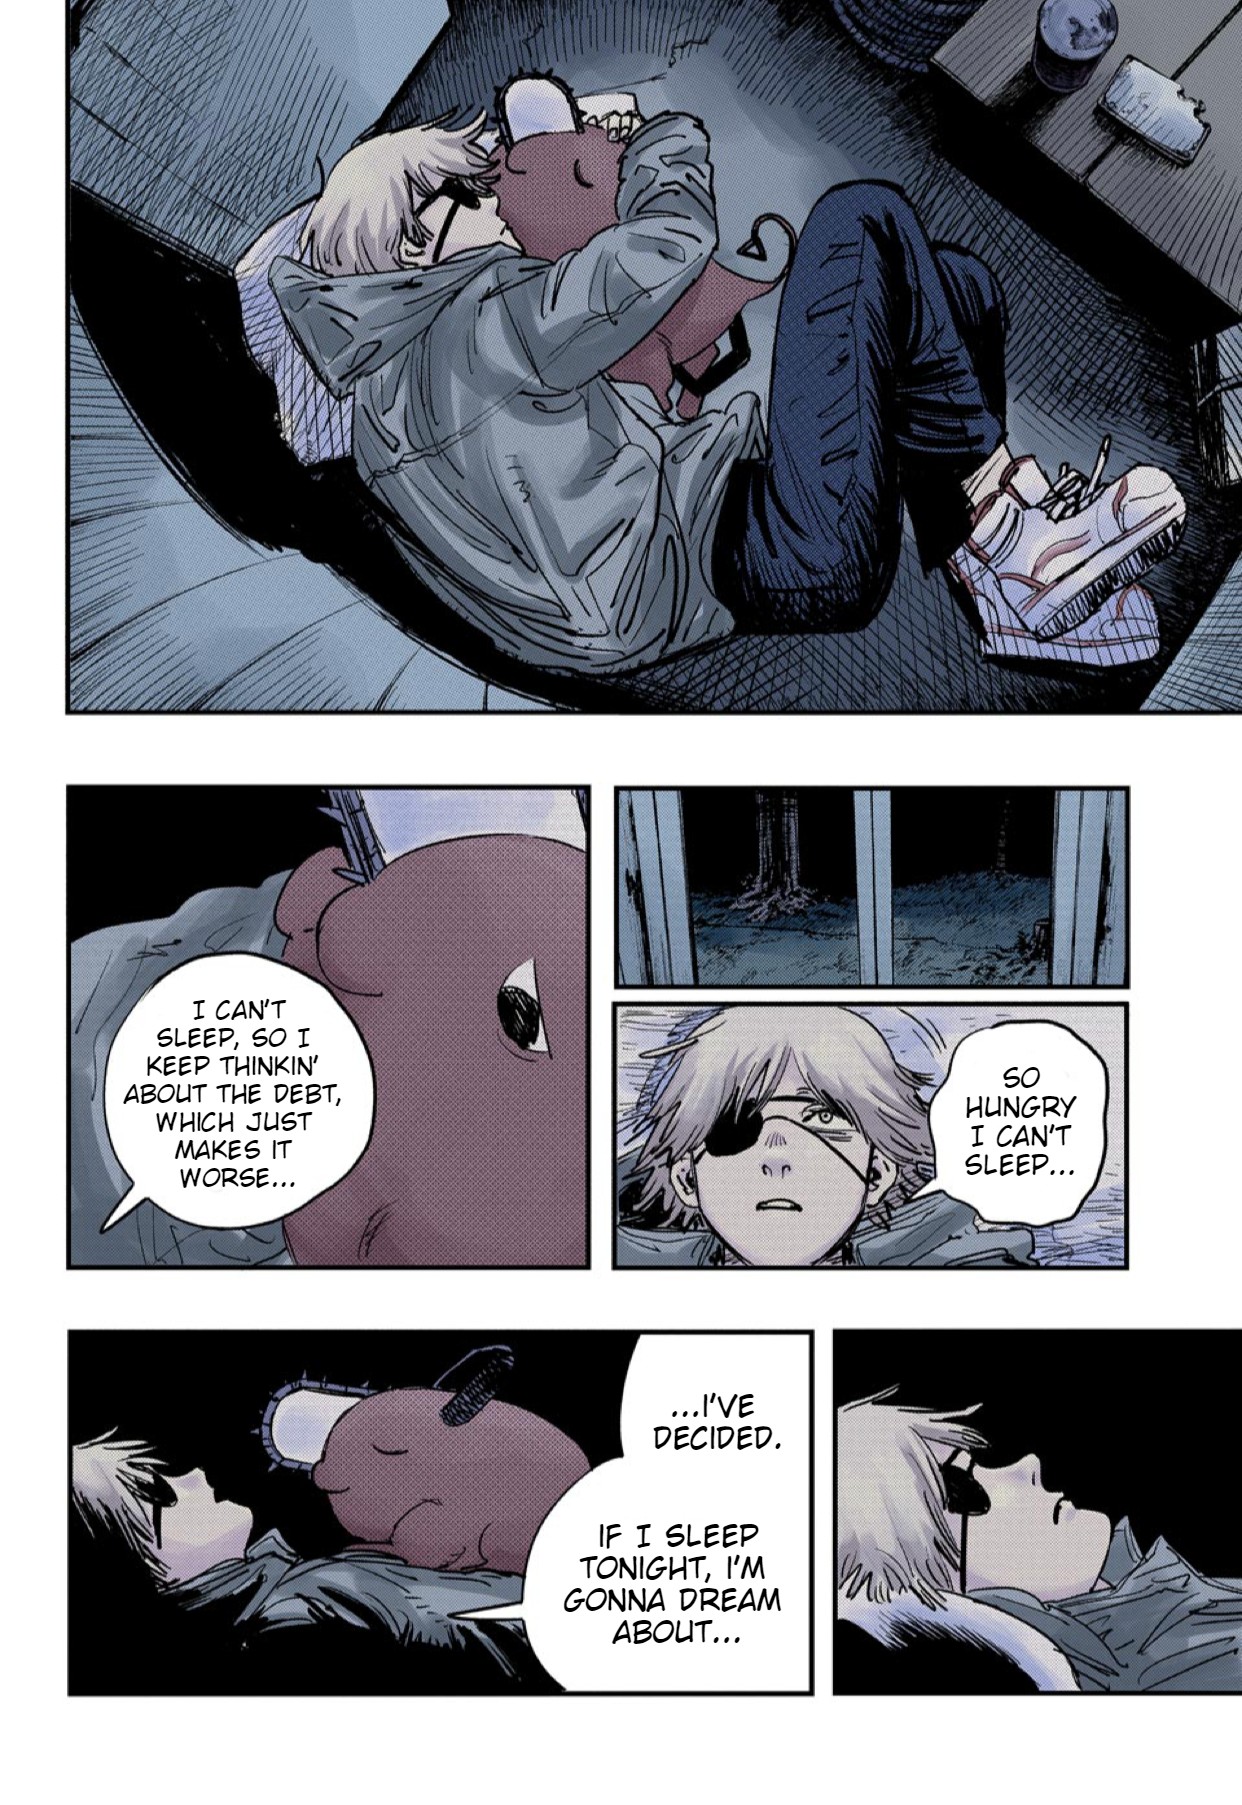 SO
HUNGRY
I CAN'T
SLEEP...
I CAN'T
SLEEP, SO I
KEEP THINKIN'
ABOUT THE DEBT,
WHICH JUST
MAKES IT
WORSE...
...I'VE
DECIDED.
IF I SLEEP
TONIGHT, I'M
GONNA DREAM
ABOUT...